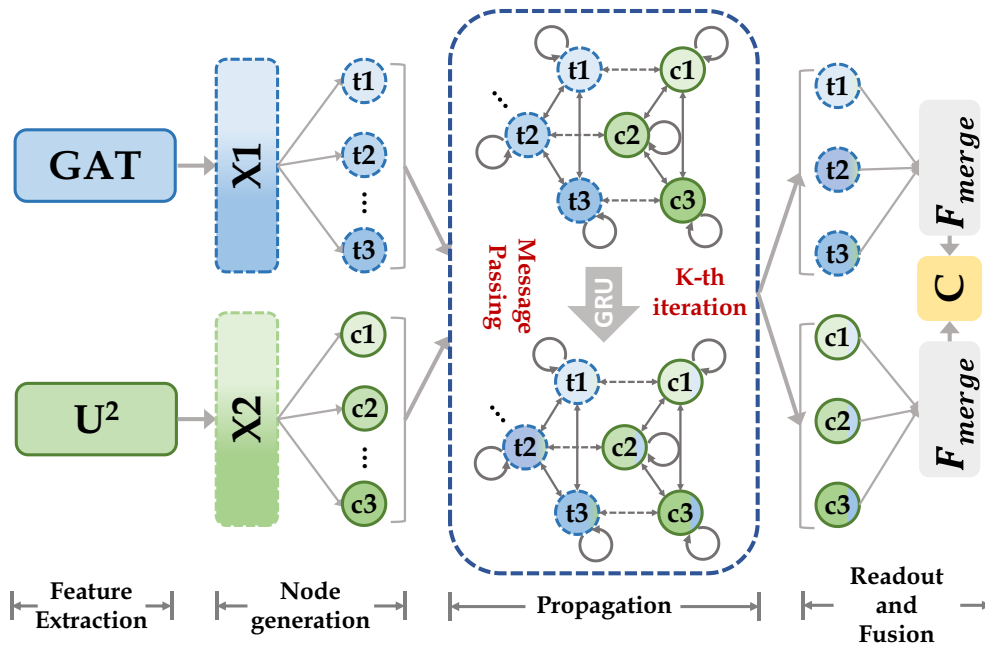 GAT
X1
t1
t2
...
t3
U²
X2
c1
c2
...
c3
t1
c1
...
t2
c2
t3
c3
Message
Passing
GRU
K-th
iteration
t1
c1
...
t2
c2
t3
c3
t1
t2
t3
F merge
C
c1
c2
c3
F merge
Feature
Extraction
Node
generation
Propagation
Readout
and
Fusion